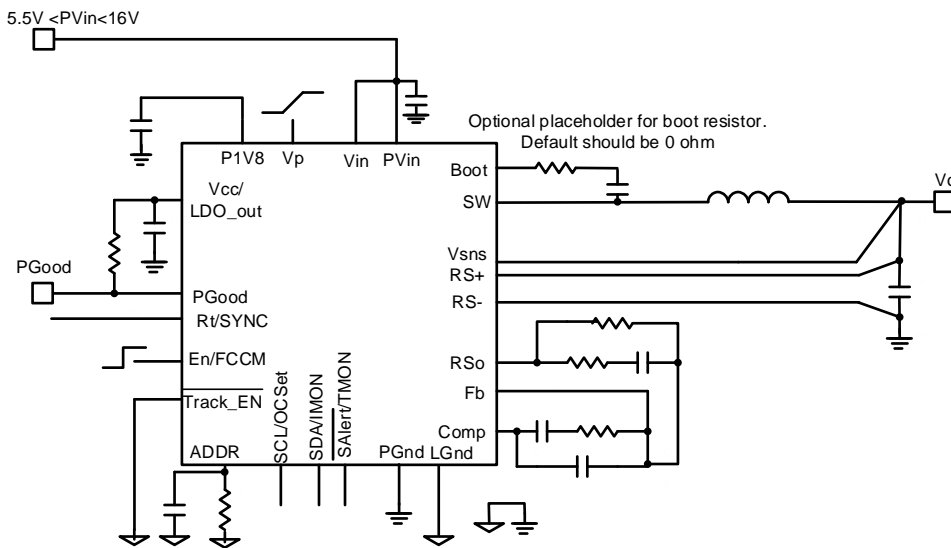 5.5V <PVin<16V
Optional placeholder for boot resistor.
Default should be 0 ohm
P1V8
Vp
Vin
PVin
Boot
Vcc/
LDO_out
SW
Vsns
RS+
RS-
PGood
PGood
Rt/SYNC
En/FCCM
Track_EN
ADDR
SCL/OCSet
SDA/IMON
SAlert/TMON
PGnd
LGnd
RSo
Fb
Comp